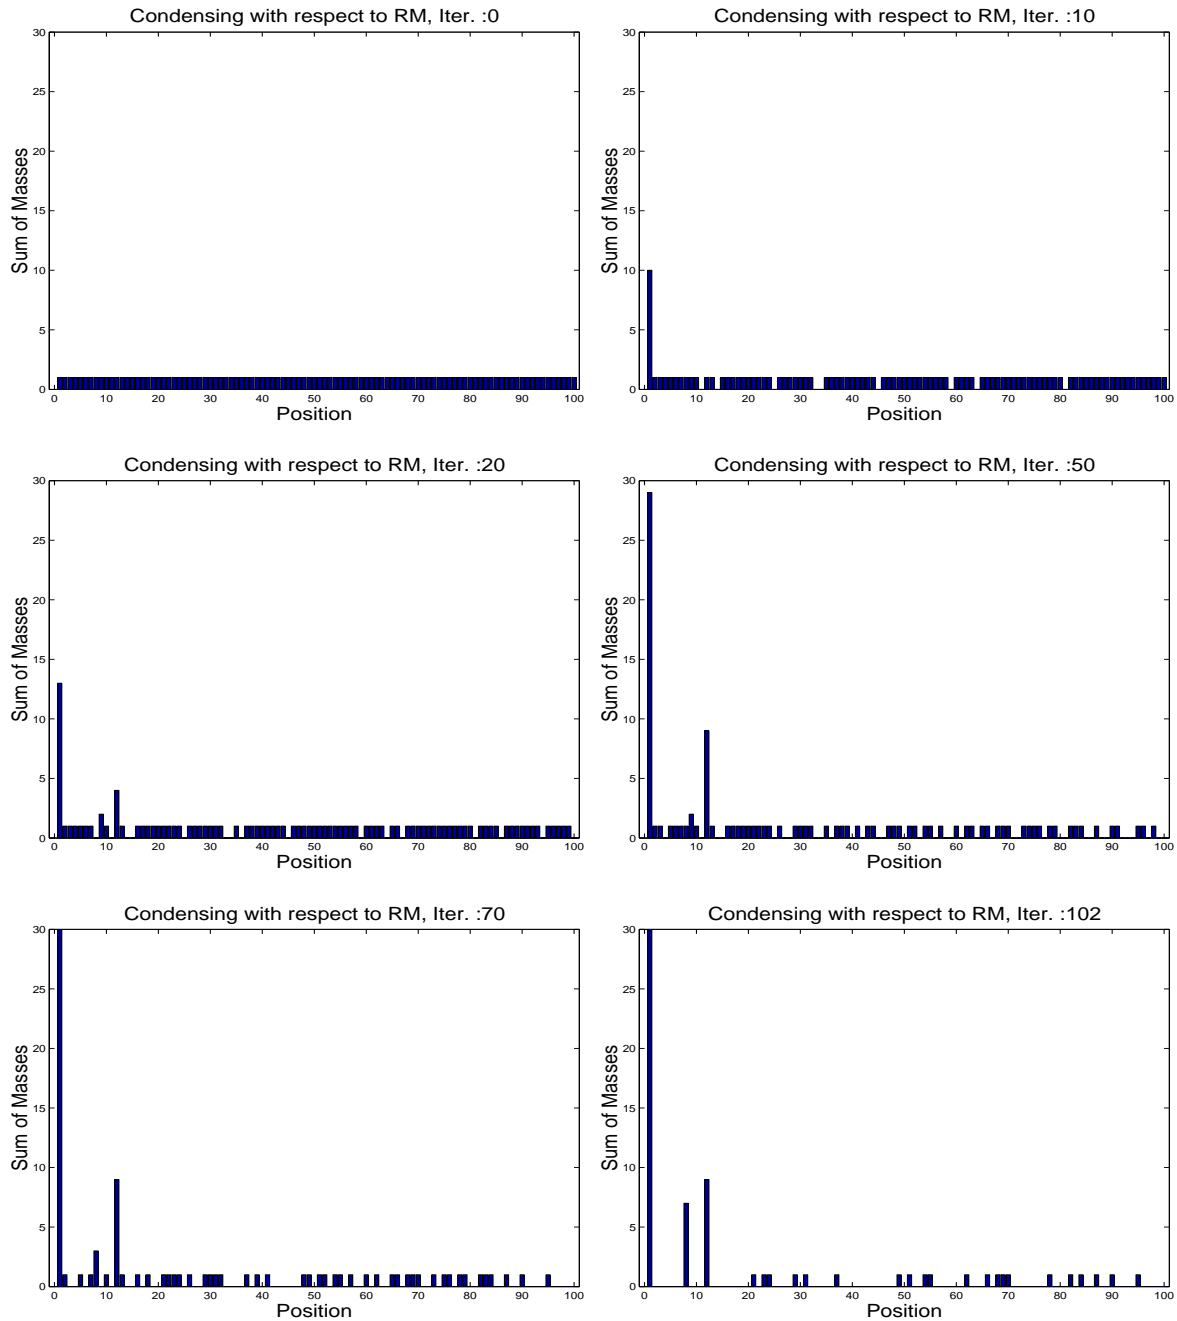 Condensing with respect to RM, Iter. :0
Sum of Masses
30
25
20
15
10
5
0
0 10 20 30 40 50 60 70 80 90 100
Position
Condensing with respect to RM, Iter. :10
Sum of Masses
30
25
20
15
10
5
0
0 10 20 30 40 50 60 70 80 90 100
Position
Condensing with respect to RM, Iter. :20
Sum of Masses
30
25
20
15
10
5
0
0 10 20 30 40 50 60 70 80 90 100
Position
Condensing with respect to RM, Iter. :50
Sum of Masses
30
25
20
15
10
5
0
0 10 20 30 40 50 60 70 80 90 100
Position
Condensing with respect to RM, Iter. :70
Sum of Masses
30
25
20
15
10
5
0
0 10 20 30 40 50 60 70 80 90 100
Position
Condensing with respect to RM, Iter. :102
Sum of Masses
30
25
20
15
10
5
0
0 10 20 30 40 50 60 70 80 90 100
Position